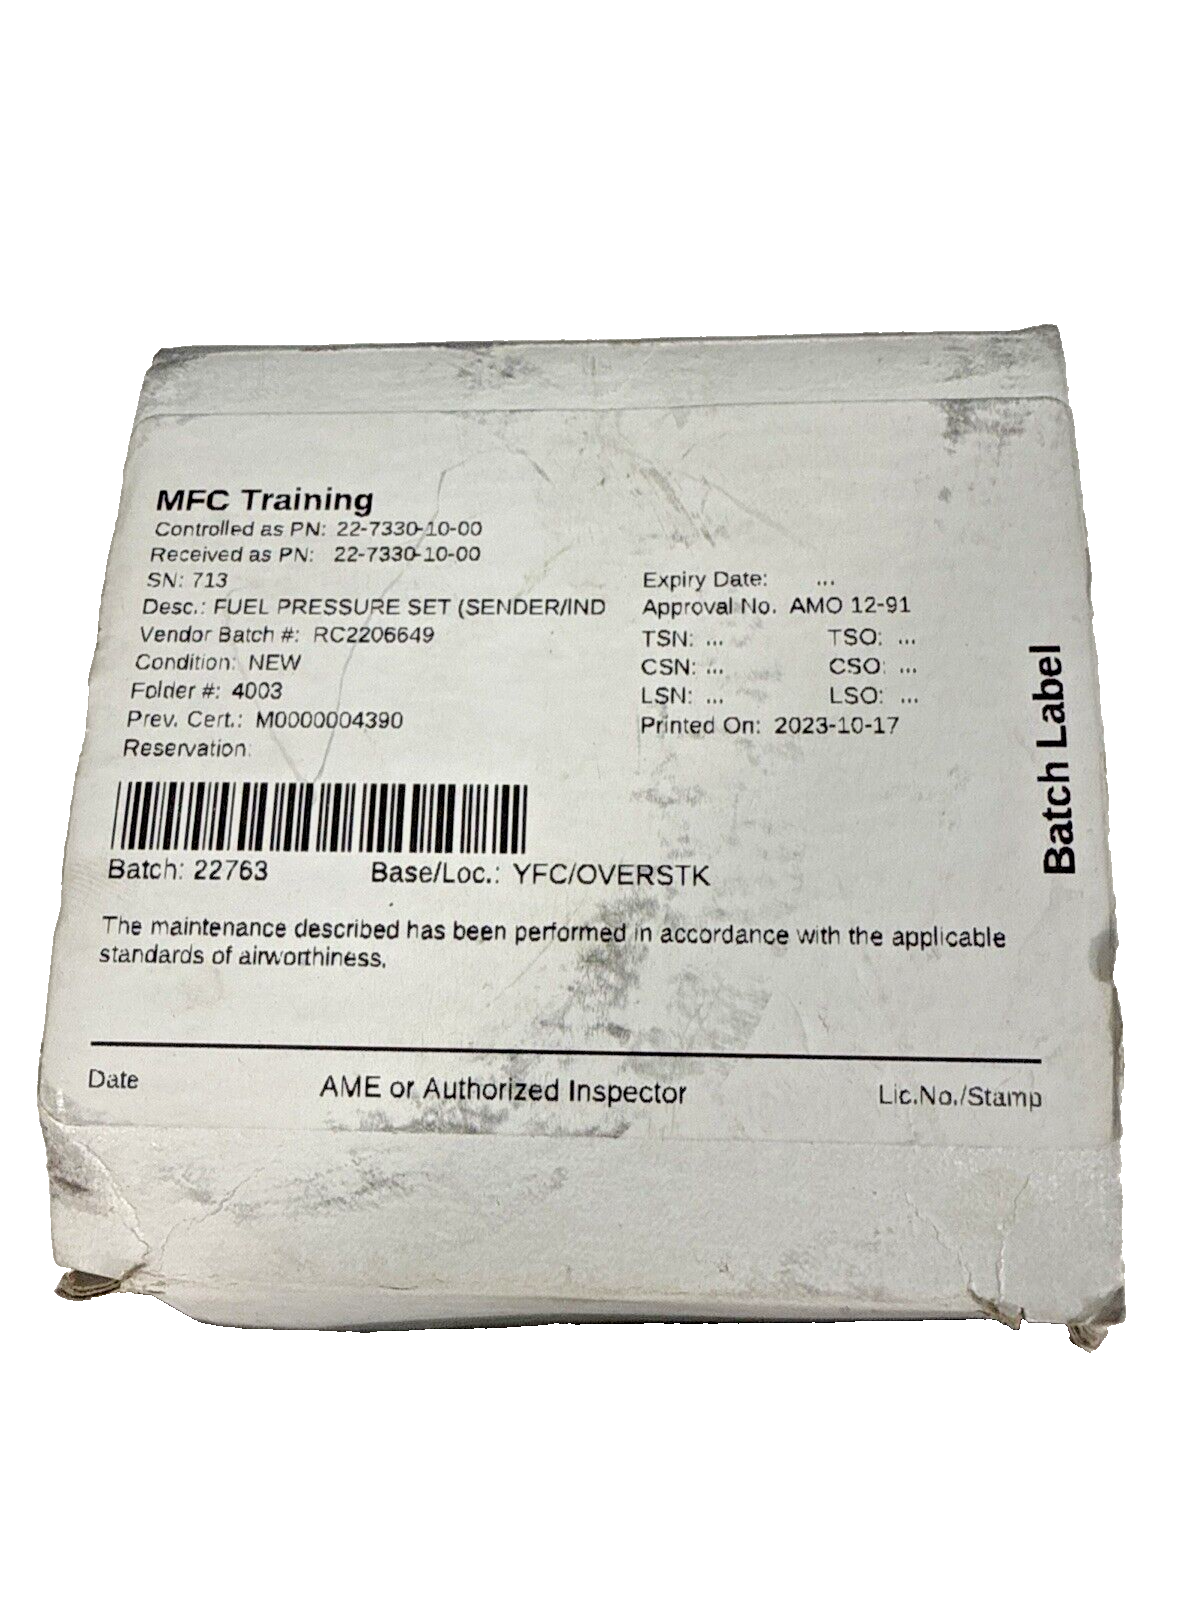 MFC Training
Controlled as PN: 22-7330-10-00
Received as PN: 22-7330-10-00
SN: 713
Desc.: FUEL PRESSURE SET (SENDER/IND
Vendor Batch #: RC2206649
Condition: NEW
Folder #: 4003
Prev. Cert.: M0000004390
Reservation:
Expiry Date: ...
Approval No. AMO 12-91
TSN: ... TSO: ...
CSN: ... CSO: ...
LSN: ... LSO: ...
Printed On: 2023-10-17
Batch Label
Batch: 22763 Base/Loc.: YFC/OVERSTK
The maintenance described has been performed in accordance with the applicable
standards of airworthiness.
Date AME or Authorized Inspector Lic.No./Stamp